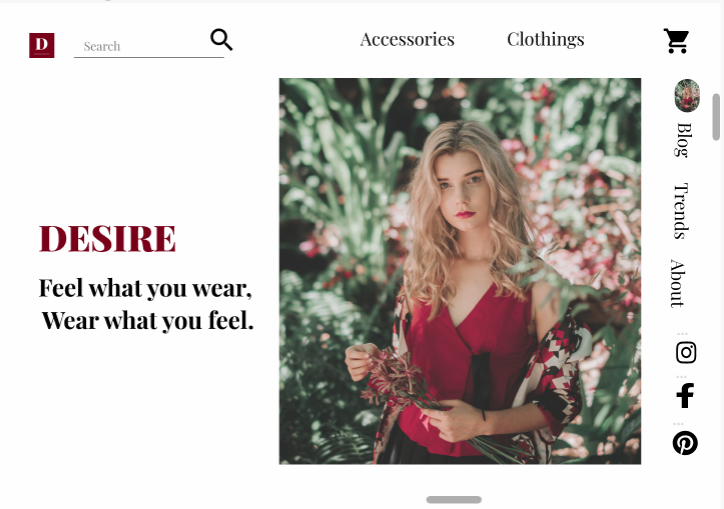 D
Search
Accessories
Clothings
DESIRE
Feel what you wear,
Wear what you feel.
Blog
Trends
About